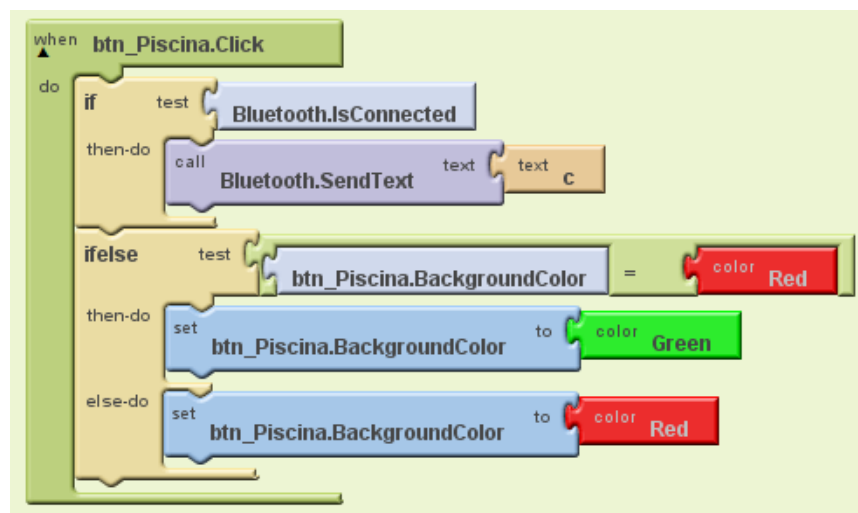 when btn_Piscina.Click
do
if test Bluetooth.IsConnected
then-do call Bluetooth.SendText text text c
ifelse test btn_Piscina.BackgroundColor = color Red
then-do set btn_Piscina.BackgroundColor to color Green
else-do set btn_Piscina.BackgroundColor to color Red